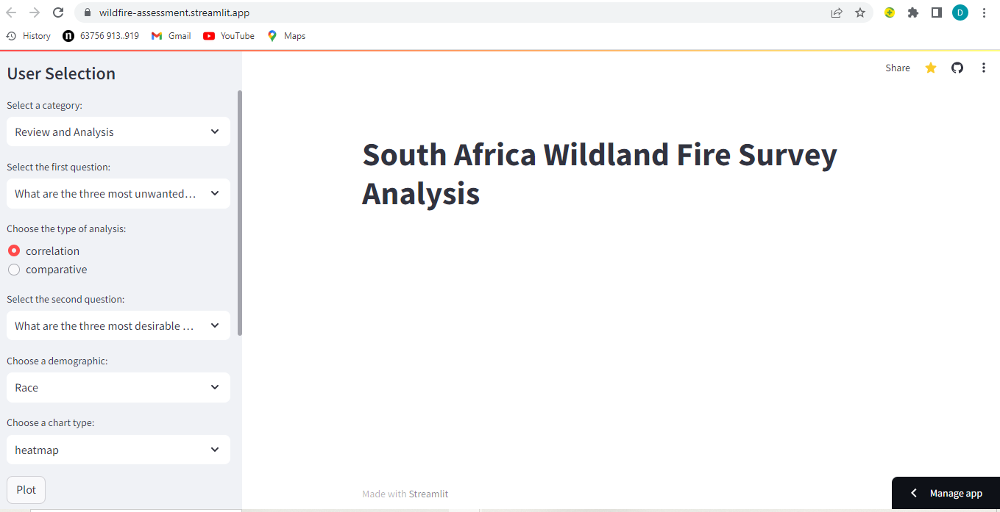 wildfire-assessment.streamlit.app
D
History
n
63756 913..919
Gmail
YouTube
Maps
User Selection
Share
Select a category:
Review and Analysis
Select the first question:
What are the three most unwanted...
Choose the type of analysis:
correlation
comparative
Select the second question:
What are the three most desirable ...
Choose a demographic:
Race
Choose a chart type:
heatmap
Plot
South Africa Wildland Fire Survey
Analysis
Made with Streamlit
Manage app